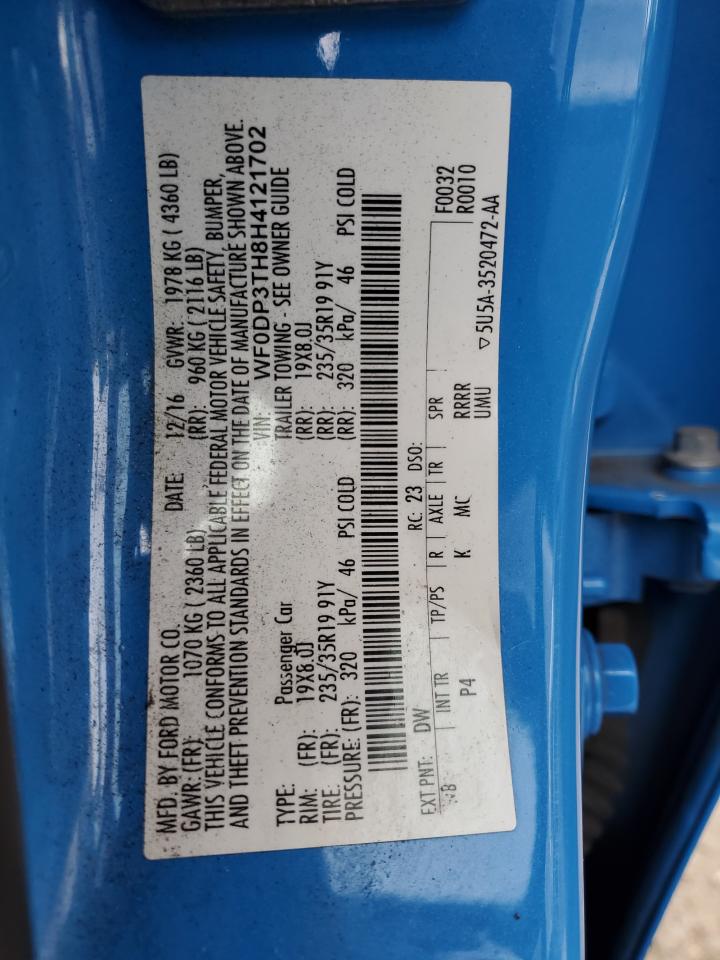 MFD. BY FORD MOTOR CO. DATE: 12/16 GVWR: 1978 KG ( 4360 LB)
GAWR: (FR): 1070 KG ( 2360 LB) (RR): 960 KG ( 2116 LB)
THIS VEHICLE CONFORMS TO ALL APPLICABLE FEDERAL MOTOR VEHICLE SAFETY, BUMPER,
AND THEFT PREVENTION STANDARDS IN EFFECT ON THE DATE OF MANUFACTURE SHOWN ABOVE.
VIN: WF0DP3TH8H4121702
TYPE: Passenger Car TRAILER TOWING - SEE OWNER GUIDE
RIM: (FR): 19X8.0J (RR): 19X8.0J
TIRE: (FR): 235/35R19 91Y (RR): 235/35R19 91Y
PRESSURE: (FR): 320 kPa/ 46 PSI COLD (RR): 320 kPa/ 46 PSI COLD
EXT PNT: DW RC: 23 DSO: F0032
R0010
INT TR TP/PS R AXLE TR SPR
P4 K MC RRRR
UMU
▽5U5A-3520472-AA